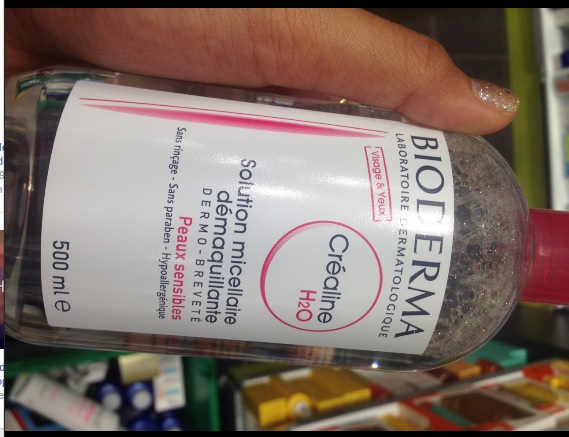 BIODERMA
LABORATOIRE DERMATOLOGIQUE
Visage & Yeux
Créaline
H2O
Solution micellaire
démaquillante
DERMO-BREVETÉ
Peaux sensibles
Sans rinçage - Sans paraben - Hypoallergénique
500 ml e